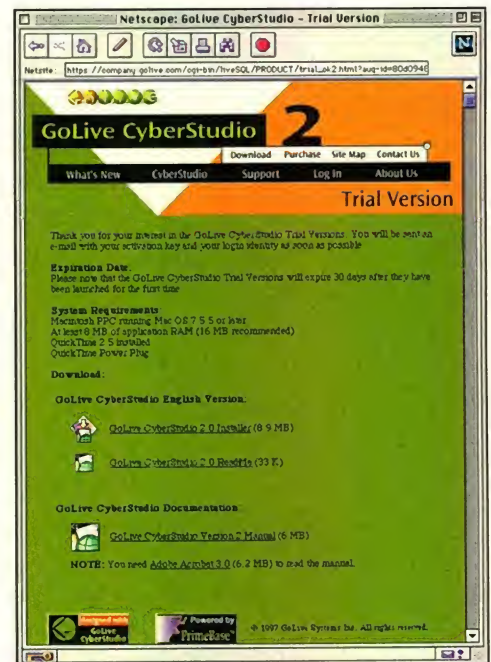 Netscape: GoLive CyberStudio - Trial Version
N
Netsite: https://company.golive.com/cgi-bin/liveSQL/PRODUCT/trial_ok2.html?auq-id=80d094E
GoLive CyberStudio 2
Download Purchase Site Map Contact Us
What's New CyberStudio Support Log In About Us
Trial Version
Thank you for your interest in the GoLive CyberStudio Trial Versions. You will be sent an
e-mail with your activation key and your login identity as soon as possible
Expiration Date:
Please note that the GoLive CyberStudio Trial Versions will expire 30 days after they have
been launched for the first time
System Requirements:
Macintosh PPC running Mac OS 7.5.5 or later
At least 8 MB of application RAM (16 MB recommended)
QuickTime 2.5 installed
QuickTime Power Plug
Download:
GoLive CyberStudio English Version:
GoLive CyberStudio 2.0 Installer (8.9 MB)
GoLive CyberStudio 2.0 ReadMe (33 K)
GoLive CyberStudio Documentation:
GoLive CyberStudio Version 2 Manual (6 MB)
NOTE: You need Adobe Acrobat 3.0 (6.2 MB) to read the manual.
designed with
GoLive
CyberStudio
Powered by
PrimeBase
© 1997 GoLive Systems Inc. All rights reserved.